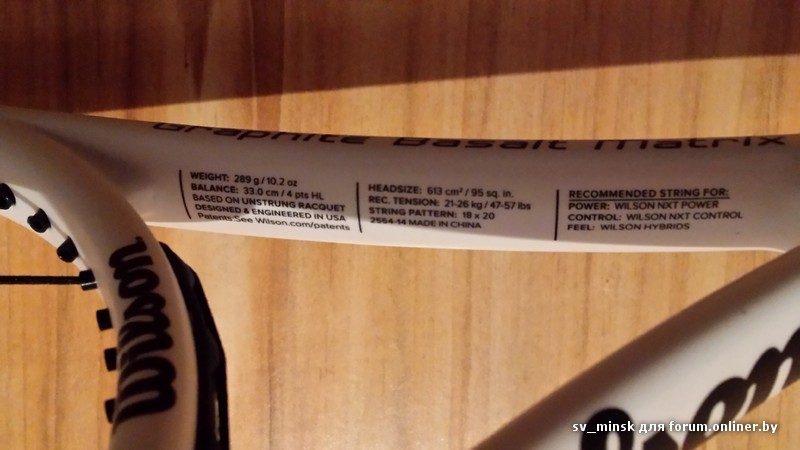 Graphite Basalt Matrix
WEIGHT: 289 g / 10.2 oz
BALANCE: 33.0 cm / 4 pts HL
BASED ON UNSTRUNG RACQUET
DESIGNED & ENGINEERED IN USA
Patents: See Wilson.com/patents
HEADSIZE: 613 cm² / 95 sq. in.
REC. TENSION: 21-26 kg / 47-57 lbs
STRING PATTERN: 18 x 20
2554-14 MADE IN CHINA
RECOMMENDED STRING FOR:
POWER: WILSON NXT POWER
CONTROL: WILSON NXT CONTROL
FEEL: WILSON HYBRIDS
Wilson
sv_minsk для forum.onliner.by